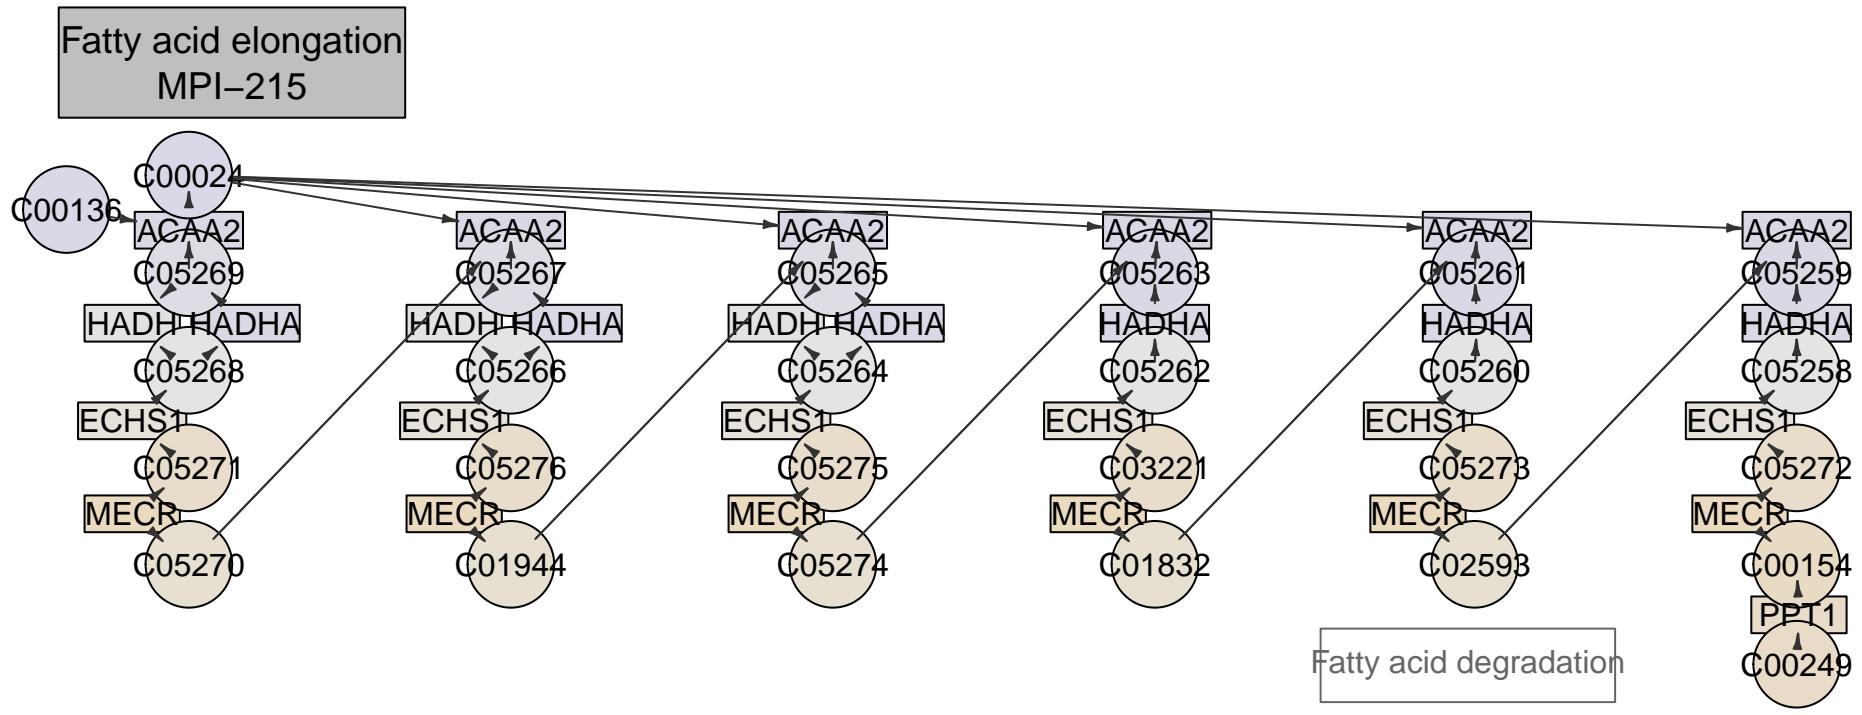 Fatty acid elongation
MPI–215
C00024
C00136
ACAA2 ACAA2 ACAA2 ACAA2 ACAA2 ACAA2
C05269 C05267 C05265 C05263 C05261 C05259
HADH HADHA HADH HADHA HADH HADHA HADHA HADHA HADHA
C05268 C05266 C05264 C05262 C05260 C05258
ECHS1 ECHS1 ECHS1 ECHS1 ECHS1 ECHS1
C05271 C05276 C05275 C03221 C05273 C05272
MECR MECR MECR MECR MECR MECR
C05270 C01944 C05274 C01832 C02593 C00154
PPT1
Fatty acid degradation C00249